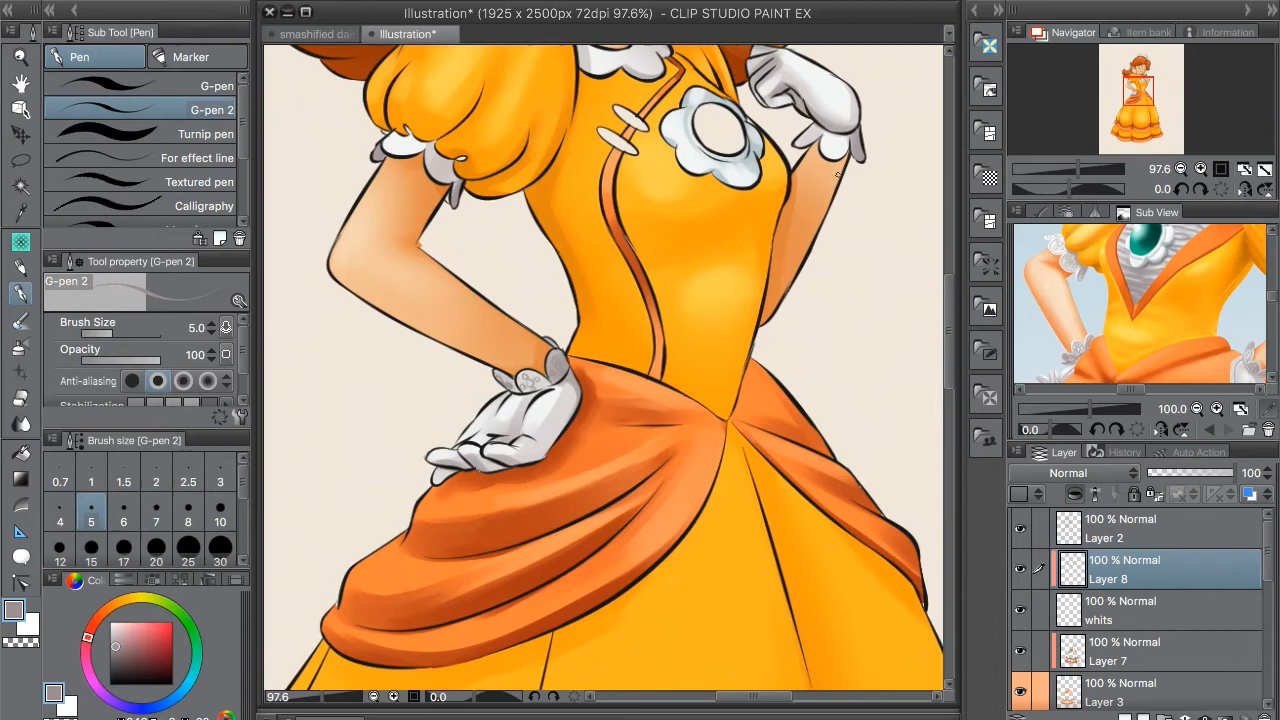 Illustration* (1925 x 2500px 72dpi 97.6%) - CLIP STUDIO PAINT EX
Sub Tool [Pen]
smashified dai
Illustration*
Navigator
Item bank
Information
Pen
Marker
G-pen
G-pen 2
Turnip pen
For effect line
Textured pen
Calligraphy
97.6
0.0
Sub View
Tool property [G-pen 2]
G-pen 2
Brush Size
5.0
Opacity
100
Anti-aliasing
100.0
0.0
Brush size [G-pen 2]
0.7 1 1.5 2 2.5 3
4 5 6 7 8 10
12 15 17 20 25 30
Layer
History
Auto Action
Normal
100
100 % Normal
Layer 2
100 % Normal
Layer 8
100 % Normal
whits
100 % Normal
Layer 7
100 % Normal
Layer 3
97.6
0.0